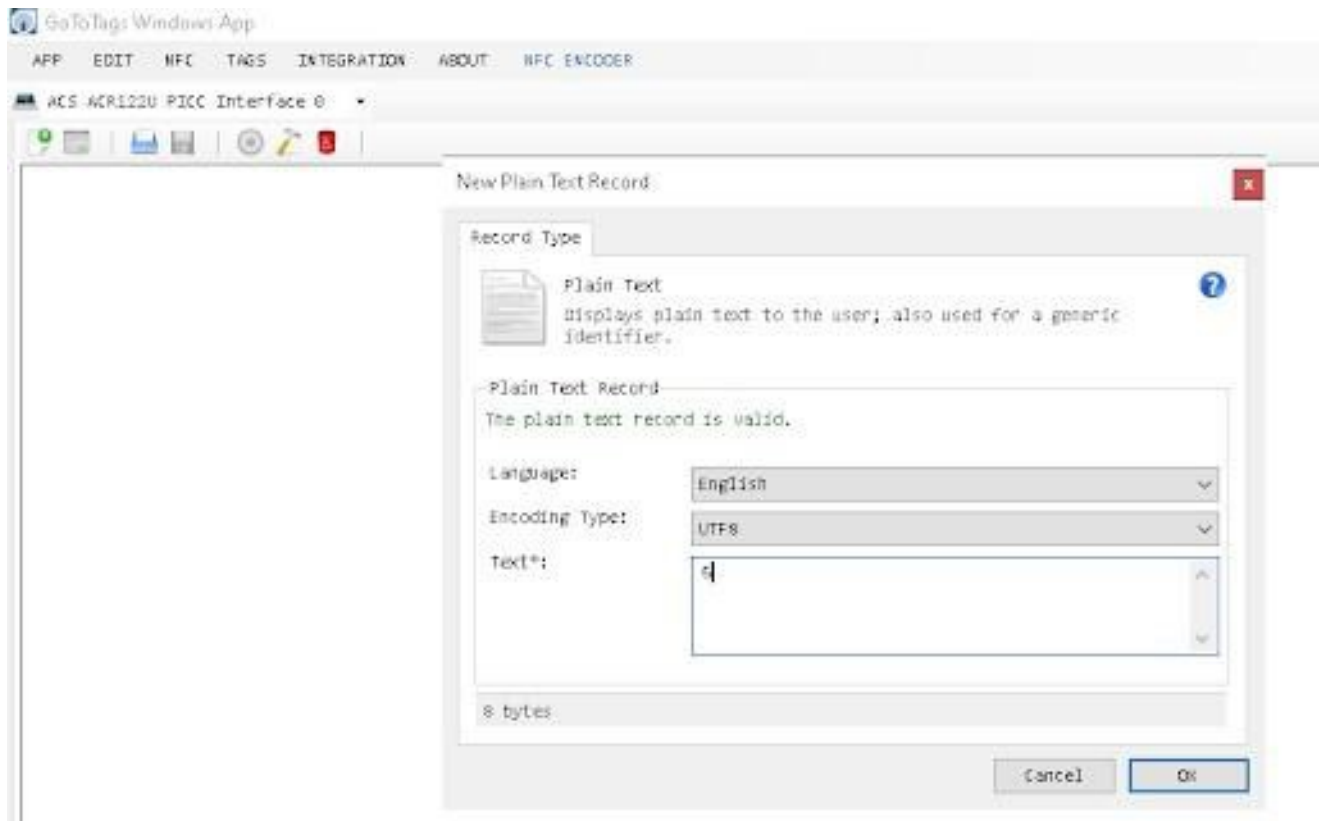 GoToTags Windows App
APP EDIT NFC TAGS INTEGRATION ABOUT NFC ENCODER
ACS ACR122U PICC Interface 0
New Plain Text Record
x
Record Type
Plain Text
Displays plain text to the user; also used for a generic
identifier.
?
Plain Text Record
The plain text record is valid.
Language:
English
Encoding Type:
UTF8
Text*:
6
8 bytes
Cancel OK